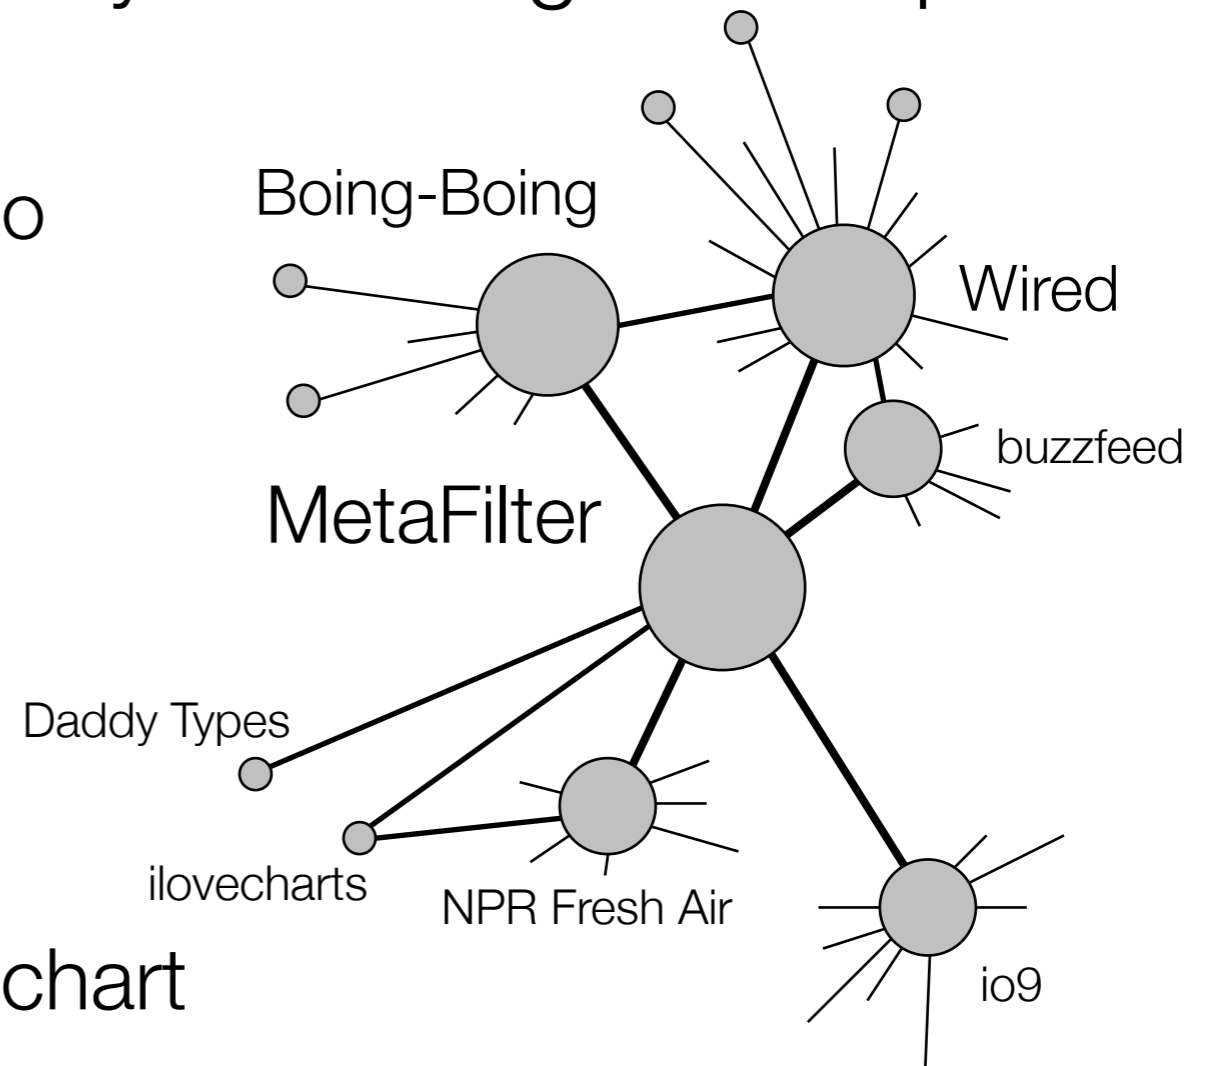 o
Boing-Boing
Wired
buzzfeed
MetaFilter
Daddy Types
ilovecharts
NPR Fresh Air
io9
chart